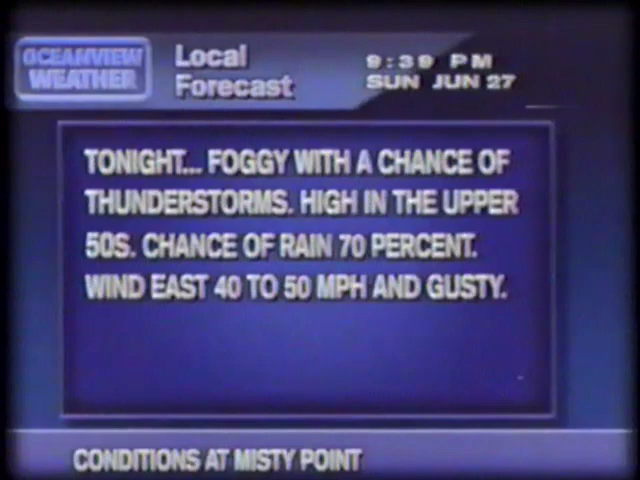 OCEANVIEW
WEATHER
Local
Forecast
9:39 PM
SUN JUN 27
TONIGHT... FOGGY WITH A CHANCE OF
THUNDERSTORMS. HIGH IN THE UPPER
50S. CHANCE OF RAIN 70 PERCENT.
WIND EAST 40 TO 50 MPH AND GUSTY.
CONDITIONS AT MISTY POINT